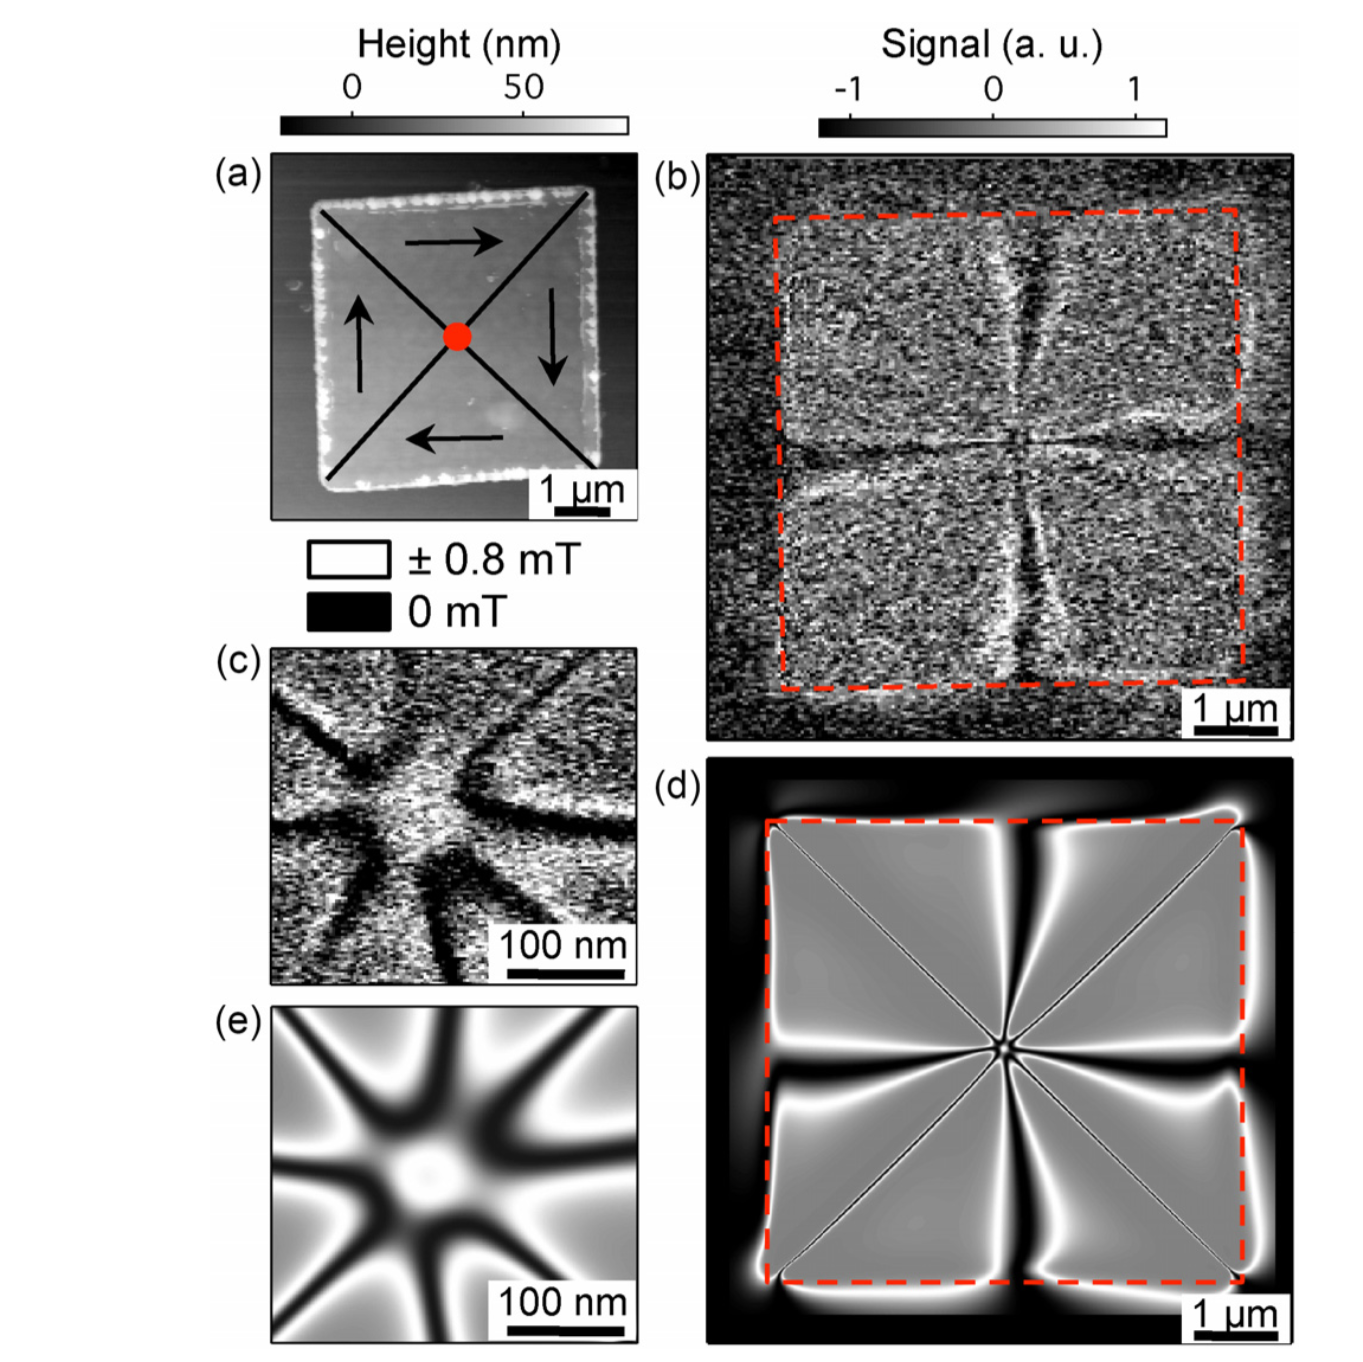 Height (nm)
0 50
Signal (a. u.)
-1 0 1
(a)
1 µm
(b)
1 µm
± 0.8 mT
0 mT
(c)
100 nm
(d)
1 µm
(e)
100 nm